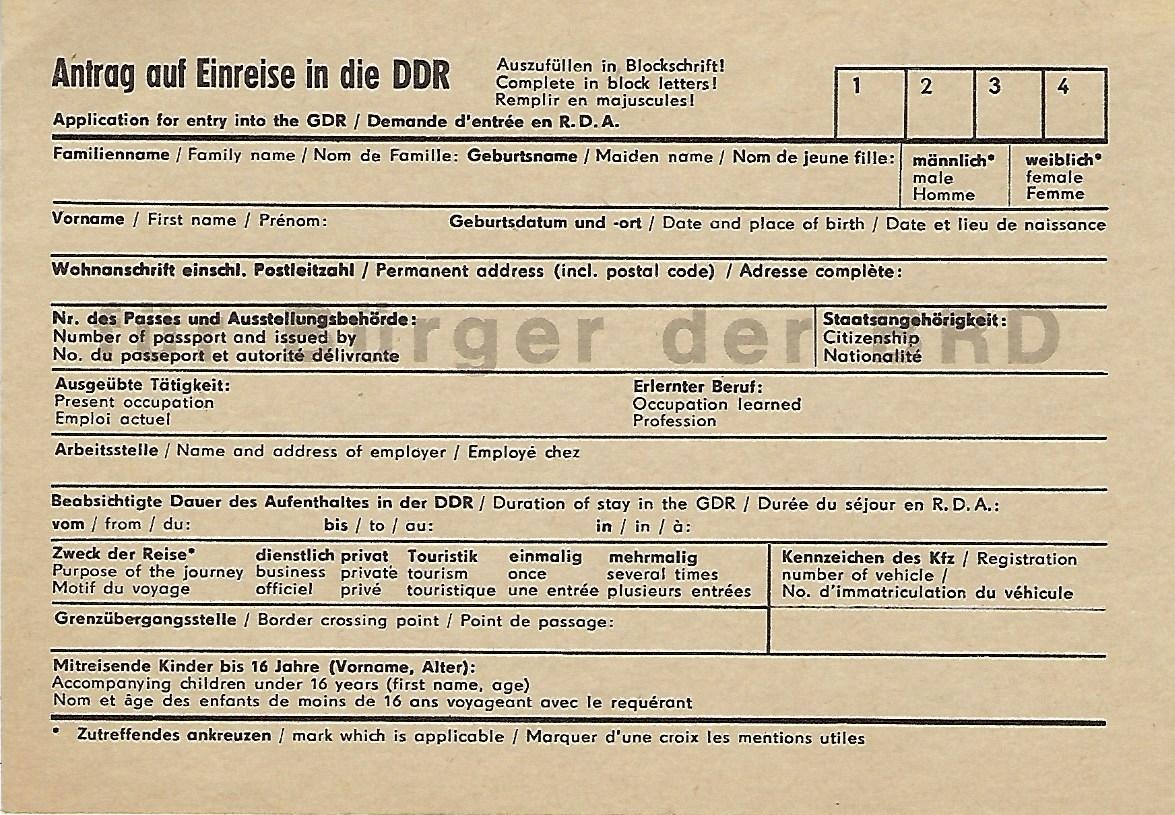 Antrag auf Einreise in die DDR
Auszufüllen in Blockschrift!
Complete in block letters!
Remplir en majuscules!
1 2 3 4
Application for entry into the GDR / Demande d'entrée en R.D.A.
Familienname / Family name / Nom de Famille: Geburtsname / Maiden name / Nom de jeune fille:
männlich*
male
Homme
weiblich*
female
Femme
Vorname / First name / Prénom: Geburtsdatum und -ort / Date and place of birth / Date et lieu de naissance
Wohnanschrift einschl. Postleitzahl / Permanent address (incl. postal code) / Adresse complète:
Nr. des Passes und Ausstellungsbehörde:
Number of passport and issued by
No. du passeport et autorité délivrante
Staatsangehörigkeit:
Citizenship
Nationalité
Bürger der BRD
Ausgeübte Tätigkeit:
Present occupation
Emploi actuel
Erlernter Beruf:
Occupation learned
Profession
Arbeitsstelle / Name and address of employer / Employé chez
Beabsichtigte Dauer des Aufenthaltes in der DDR / Duration of stay in the GDR / Durée du séjour en R.D.A.:
vom / from / du: bis / to / au: in / in / à:
Zweck der Reise* dienstlich privat Touristik einmalig mehrmalig
Purpose of the journey business private tourism once several times
Motif du voyage officiel privé touristique une entrée plusieurs entrées
Kennzeichen des Kfz / Registration
number of vehicle /
No. d'immatriculation du véhicule
Grenzübergangsstelle / Border crossing point / Point de passage:
Mitreisende Kinder bis 16 Jahre (Vorname, Alter):
Accompanying children under 16 years (first name, age)
Nom et âge des enfants de moins de 16 ans voyageant avec le requérant
* Zutreffendes ankreuzen / mark which is applicable / Marquer d'une croix les mentions utiles